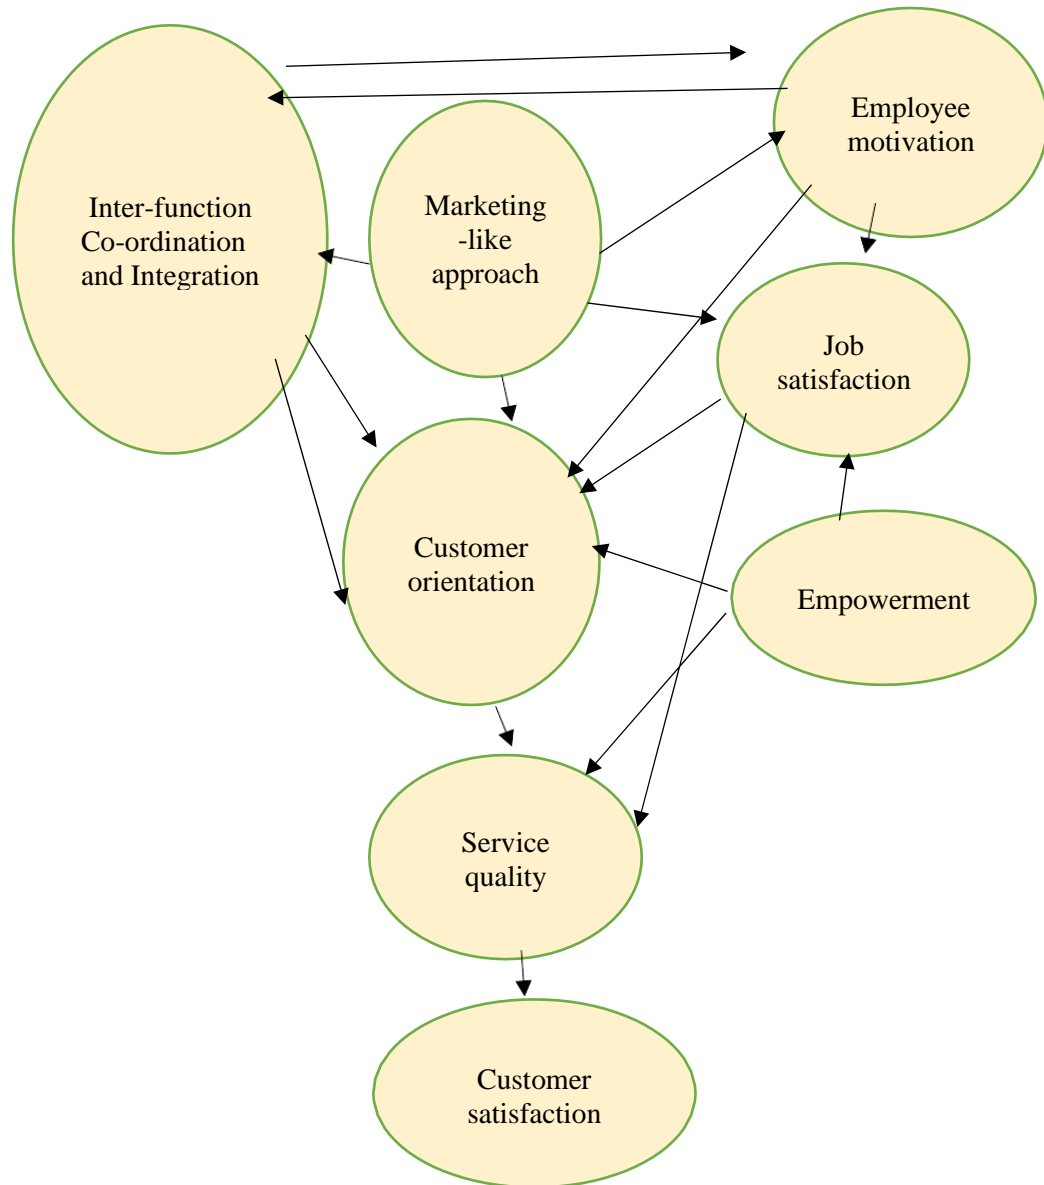 Employee
motivation
Inter-function
Co-ordination
and Integration
Marketing
-like
approach
Job
satisfaction
Customer
orientation
Empowerment
Service
quality
Customer
satisfaction